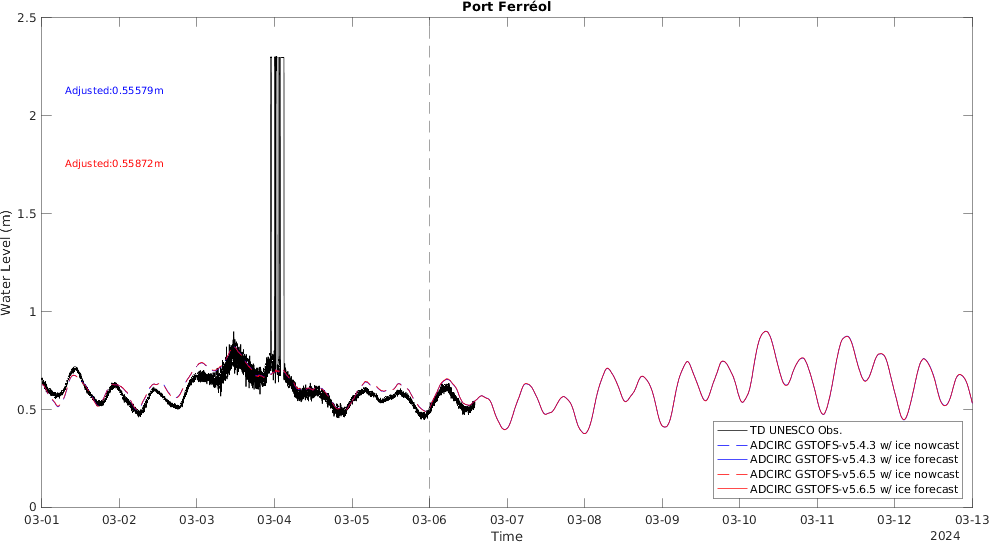 Port Ferréol
2.5
2
1.5
1
0.5
0
Water Level (m)
Adjusted:0.55579m
Adjusted:0.55872m
TD UNESCO Obs.
ADCIRC GSTOFS-v5.4.3 w/ ice nowcast
ADCIRC GSTOFS-v5.4.3 w/ ice forecast
ADCIRC GSTOFS-v5.6.5 w/ ice nowcast
ADCIRC GSTOFS-v5.6.5 w/ ice forecast
03-01 03-02 03-03 03-04 03-05 03-06 03-07 03-08 03-09 03-10 03-11 03-12 03-13
Time
2024